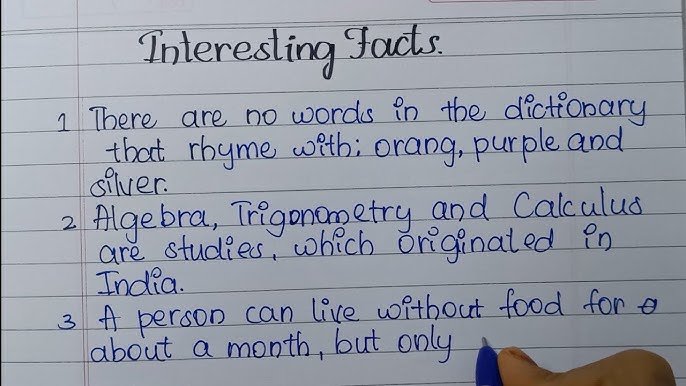 Interesting Facts.
1 There are no words in the dictionary
that rhyme with: orang, purple and
silver.
2 Algebra, Trigonometry and Calculus
are studies, which originated in
India.
3 A person can live without food for
about a month, but only